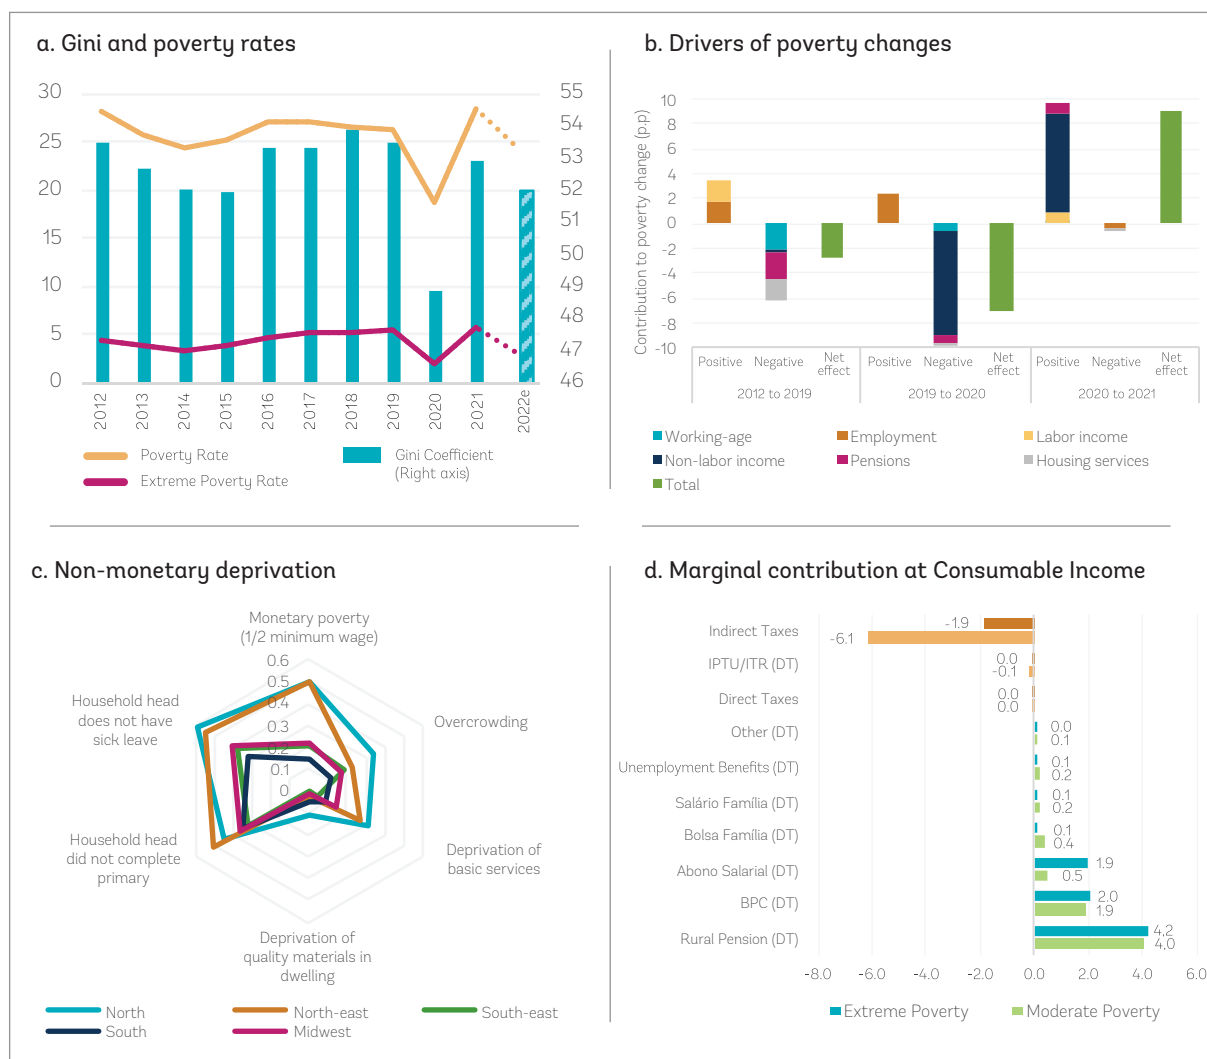 a. Gini and poverty rates
30
25
20
15
10
5
0
55
54
53
52
51
50
49
48
47
46
2012
2013
2014
2015
2016
2017
2018
2019
2020
2021
2022e
Poverty Rate
Extreme Poverty Rate
Gini Coefficient
(Right axis)
b. Drivers of poverty changes
Contribution to poverty change (p.p)
10
8
6
4
2
0
-2
-4
-6
-8
-10
Positive
Negative
Net
effect
Positive
Negative
Net
effect
Positive
Negative
Net
effect
2012 to 2019
2019 to 2020
2020 to 2021
Working-age
Employment
Labor income
Non-labor income
Pensions
Housing services
Total
c. Non-monetary deprivation
Monetary poverty
(1/2 minimum wage)
0.6
0.5
0.4
0.3
0.2
0.1
0
Overcrowding
Deprivation of
basic services
Deprivation of
quality materials in
dwelling
Household head
did not complete
primary
Household head
does not have
sick leave
North
North-east
South-east
South
Midwest
d. Marginal contribution at Consumable Income
Indirect Taxes
-1.9
-6.1
IPTU/ITR (DT)
0.0
-0.1
Direct Taxes
0.0
0.0
Other (DT)
0.0
0.1
Unemployment Benefits (DT)
0.1
0.2
Salário Família (DT)
0.1
0.2
Bolsa Família (DT)
0.1
0.4
Abono Salarial (DT)
1.9
0.5
BPC (DT)
2.0
1.9
Rural Pension (DT)
4,2
4,0
-8.0
-6.0
-4.0
-2.0
0.0
2.0
4.0
6.0
Extreme Poverty
Moderate Poverty